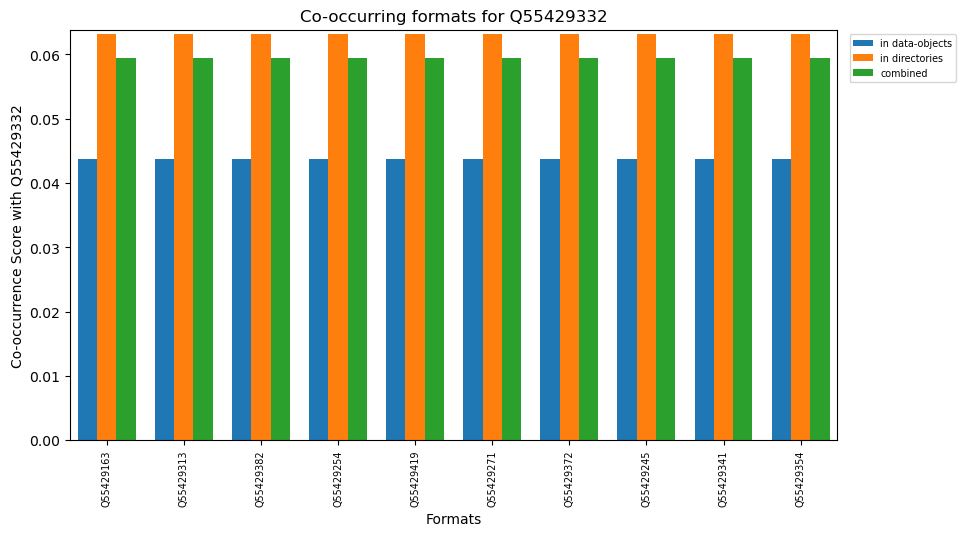 Co-occurring formats for Q55429332
in data-objects
in directories
combined
Co-occurrence Score with Q55429332
0.06
0.05
0.04
0.03
0.02
0.01
0.00
Q55429163
Q55429313
Q55429382
Q55429254
Q55429419
Q55429271
Q55429372
Q55429245
Q55429341
Q55429354
Formats